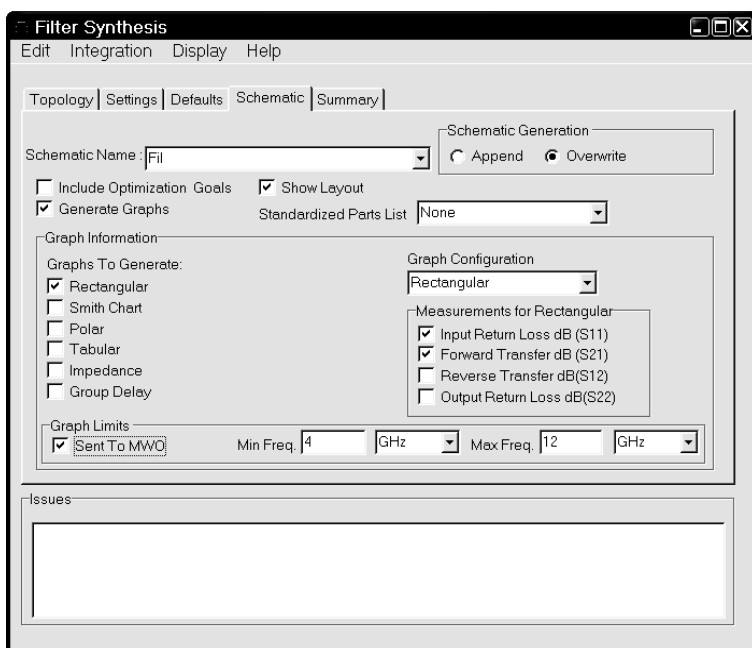 Filter Synthesis
Edit Integration Display Help
Topology Settings Defaults Schematic Summary
Schematic Generation
Schematic Name : Fil
Append Overwrite
Include Optimization Goals Show Layout
Generate Graphs
Standardized Parts List None
Graph Information
Graphs To Generate:
Rectangular
Smith Chart
Polar
Tabular
Impedance
Group Delay
Graph Configuration
Rectangular
Measurements for Rectangular
Input Return Loss dB (S11)
Forward Transfer dB (S21)
Reverse Transfer dB(S12)
Output Return Loss dB(S22)
Graph Limits
Sent To MWO Min Freq. 4 GHz Max Freq. 12 GHz
Issues